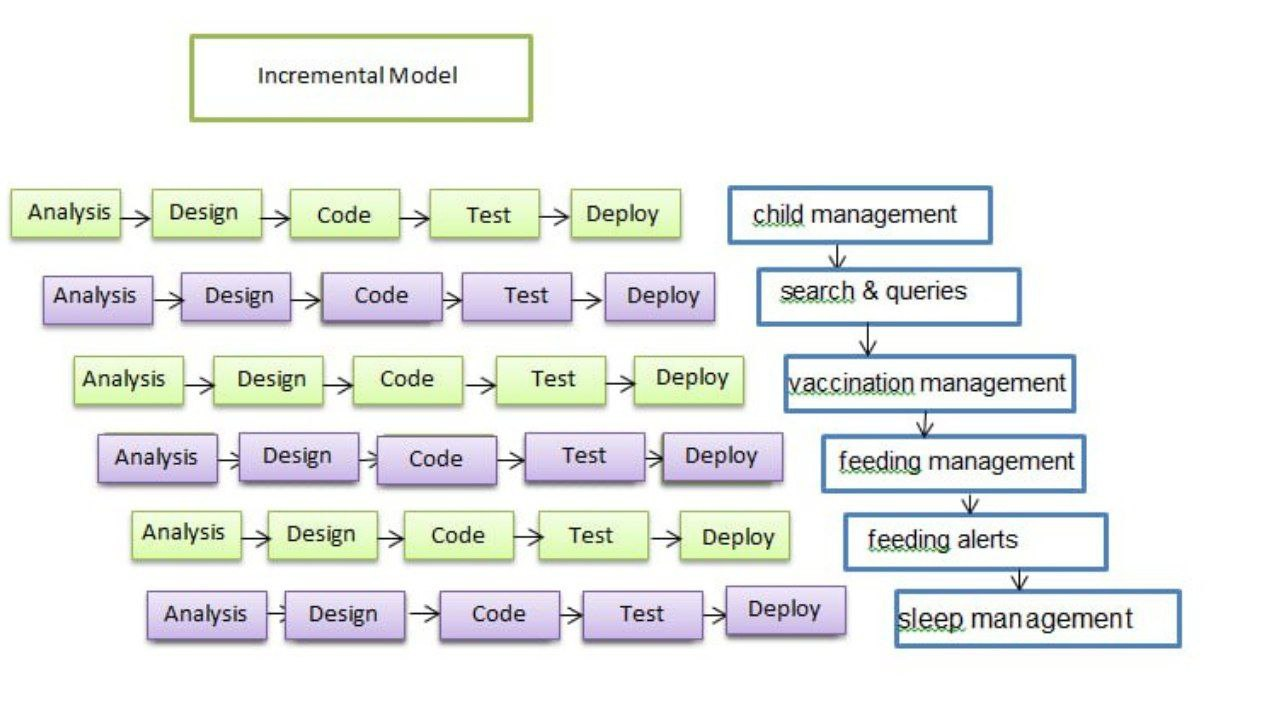 Incremental Model
Analysis Design Code Test Deploy child management
Analysis Design Code Test Deploy search & queries
Analysis Design Code Test Deploy vaccination management
Analysis Design Code Test Deploy feeding management
Analysis Design Code Test Deploy feeding alerts
Analysis Design Code Test Deploy sleep management